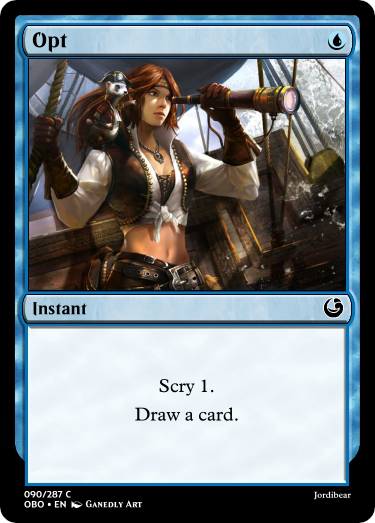 Opt
Instant
Scry 1.
Draw a card.
090/287 C
OBO • EN Ganedly Art
Jordibear